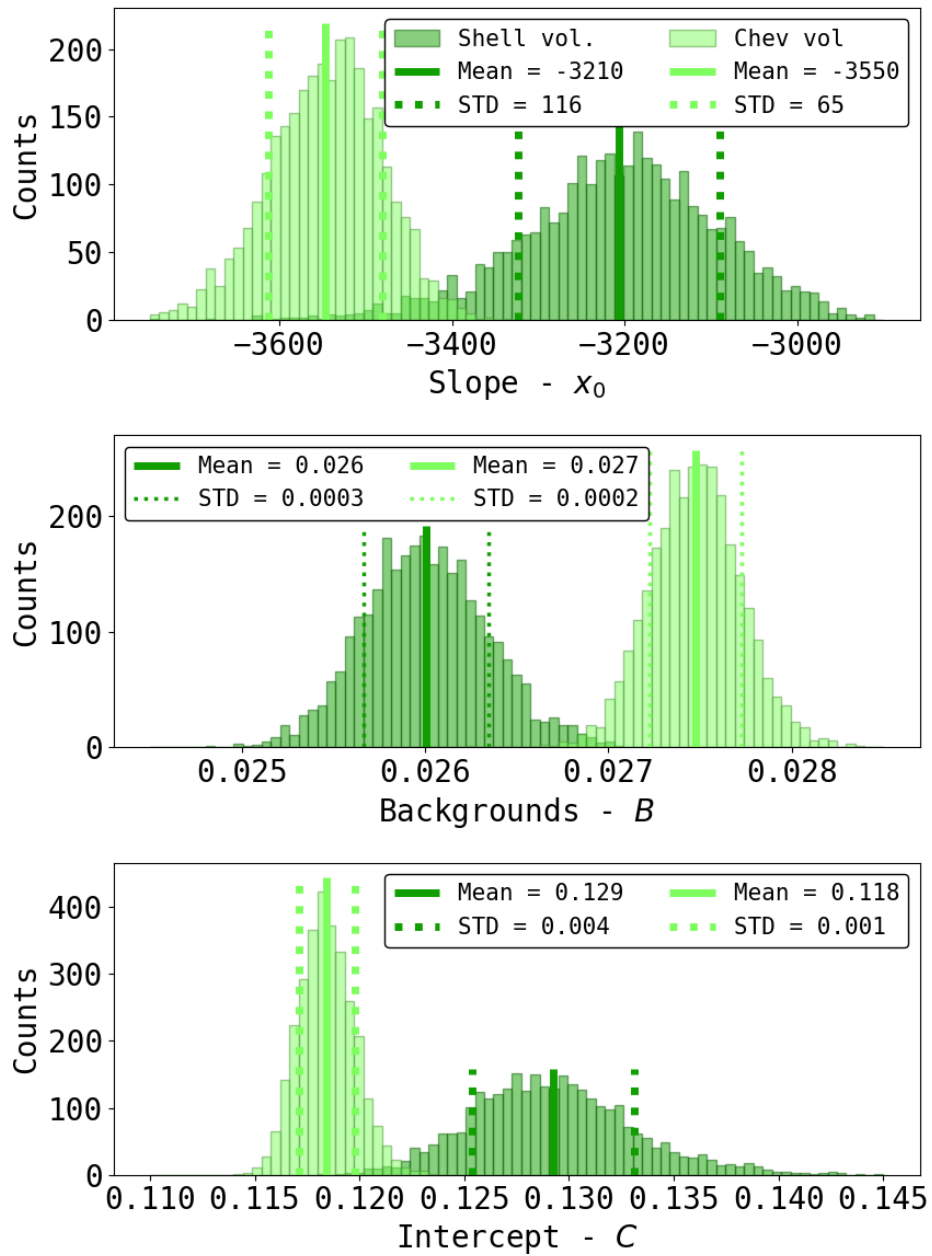 200
150
100
50
0
Counts
Shell vol. Chev vol
Mean = -3210 Mean = -3550
STD = 116 STD = 65
−3600 −3400 −3200 −3000
Slope - x₀
200
100
0
Counts
Mean = 0.026 Mean = 0.027
STD = 0.0003 STD = 0.0002
0.025 0.026 0.027 0.028
Backgrounds - B
400
300
200
100
0
Counts
Mean = 0.129 Mean = 0.118
STD = 0.004 STD = 0.001
0.110 0.115 0.120 0.125 0.130 0.135 0.140 0.145
Intercept - C